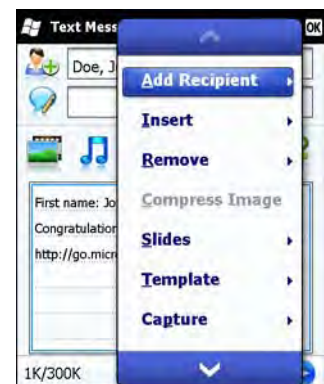 Text Mess
OK
Doe, J
Add Recipient
Insert
Remove
Compress Image
Slides
Template
Capture
First name: Jo
Congratulation
http://go.micr
1K/300K